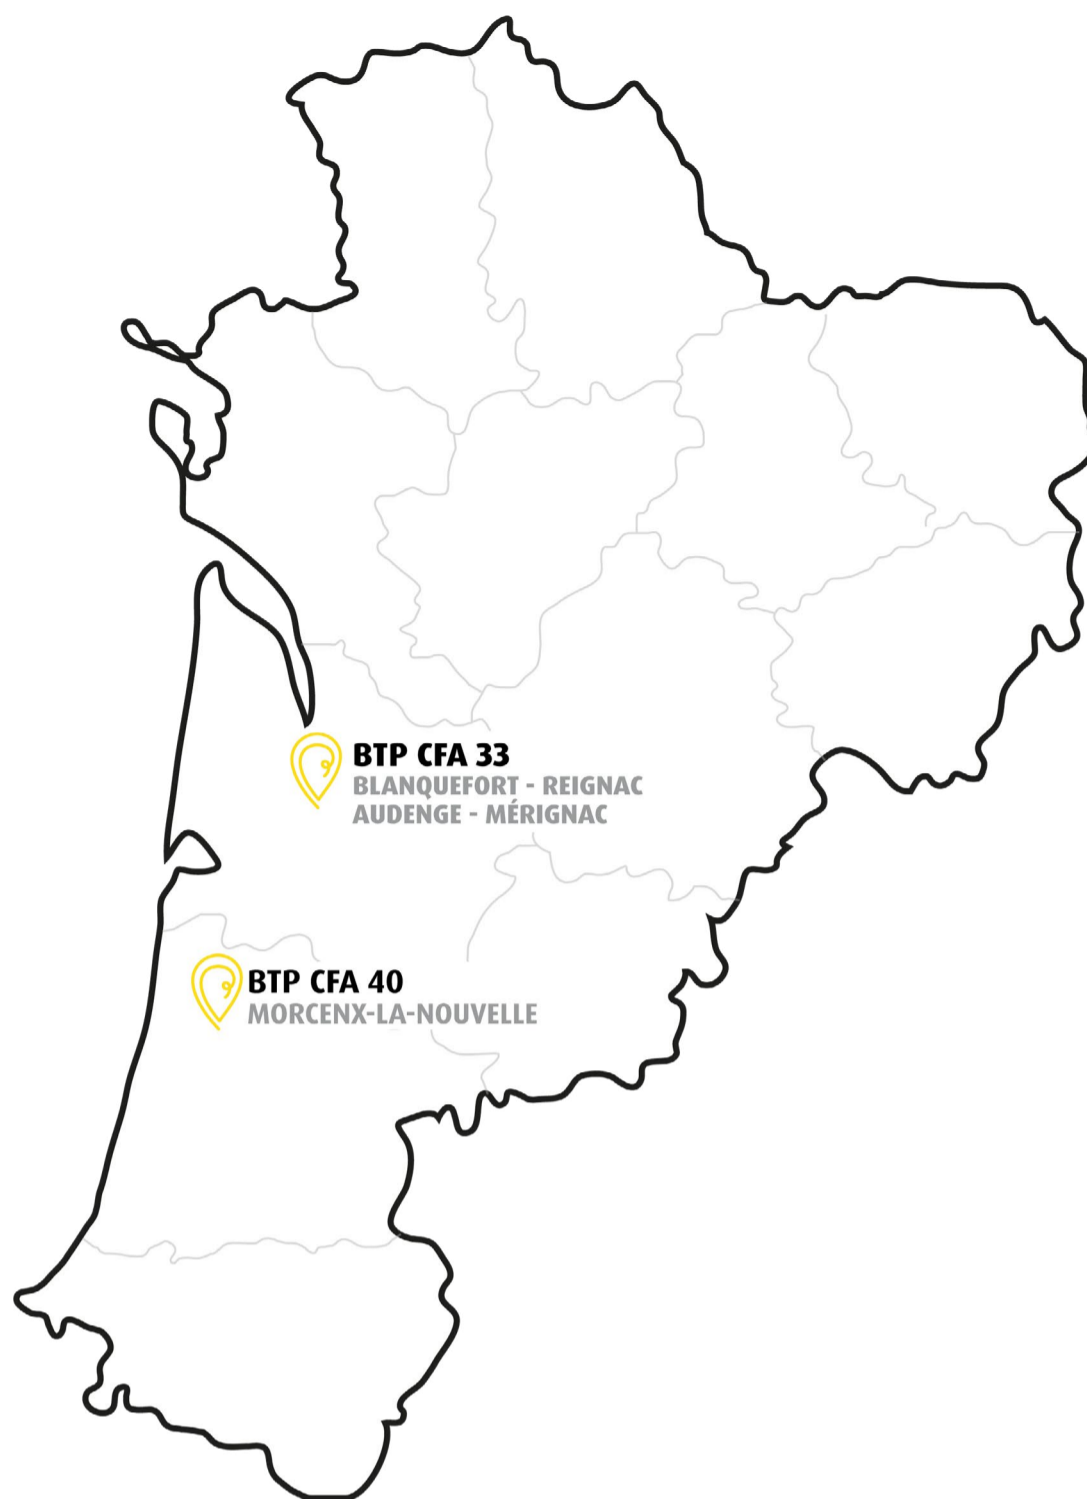 BTP CFA 33
BLANQUEFORT - REIGNAC
AUDENGE - MÉRIGNAC
BTP CFA 40
MORCENX-LA-NOUVELLE